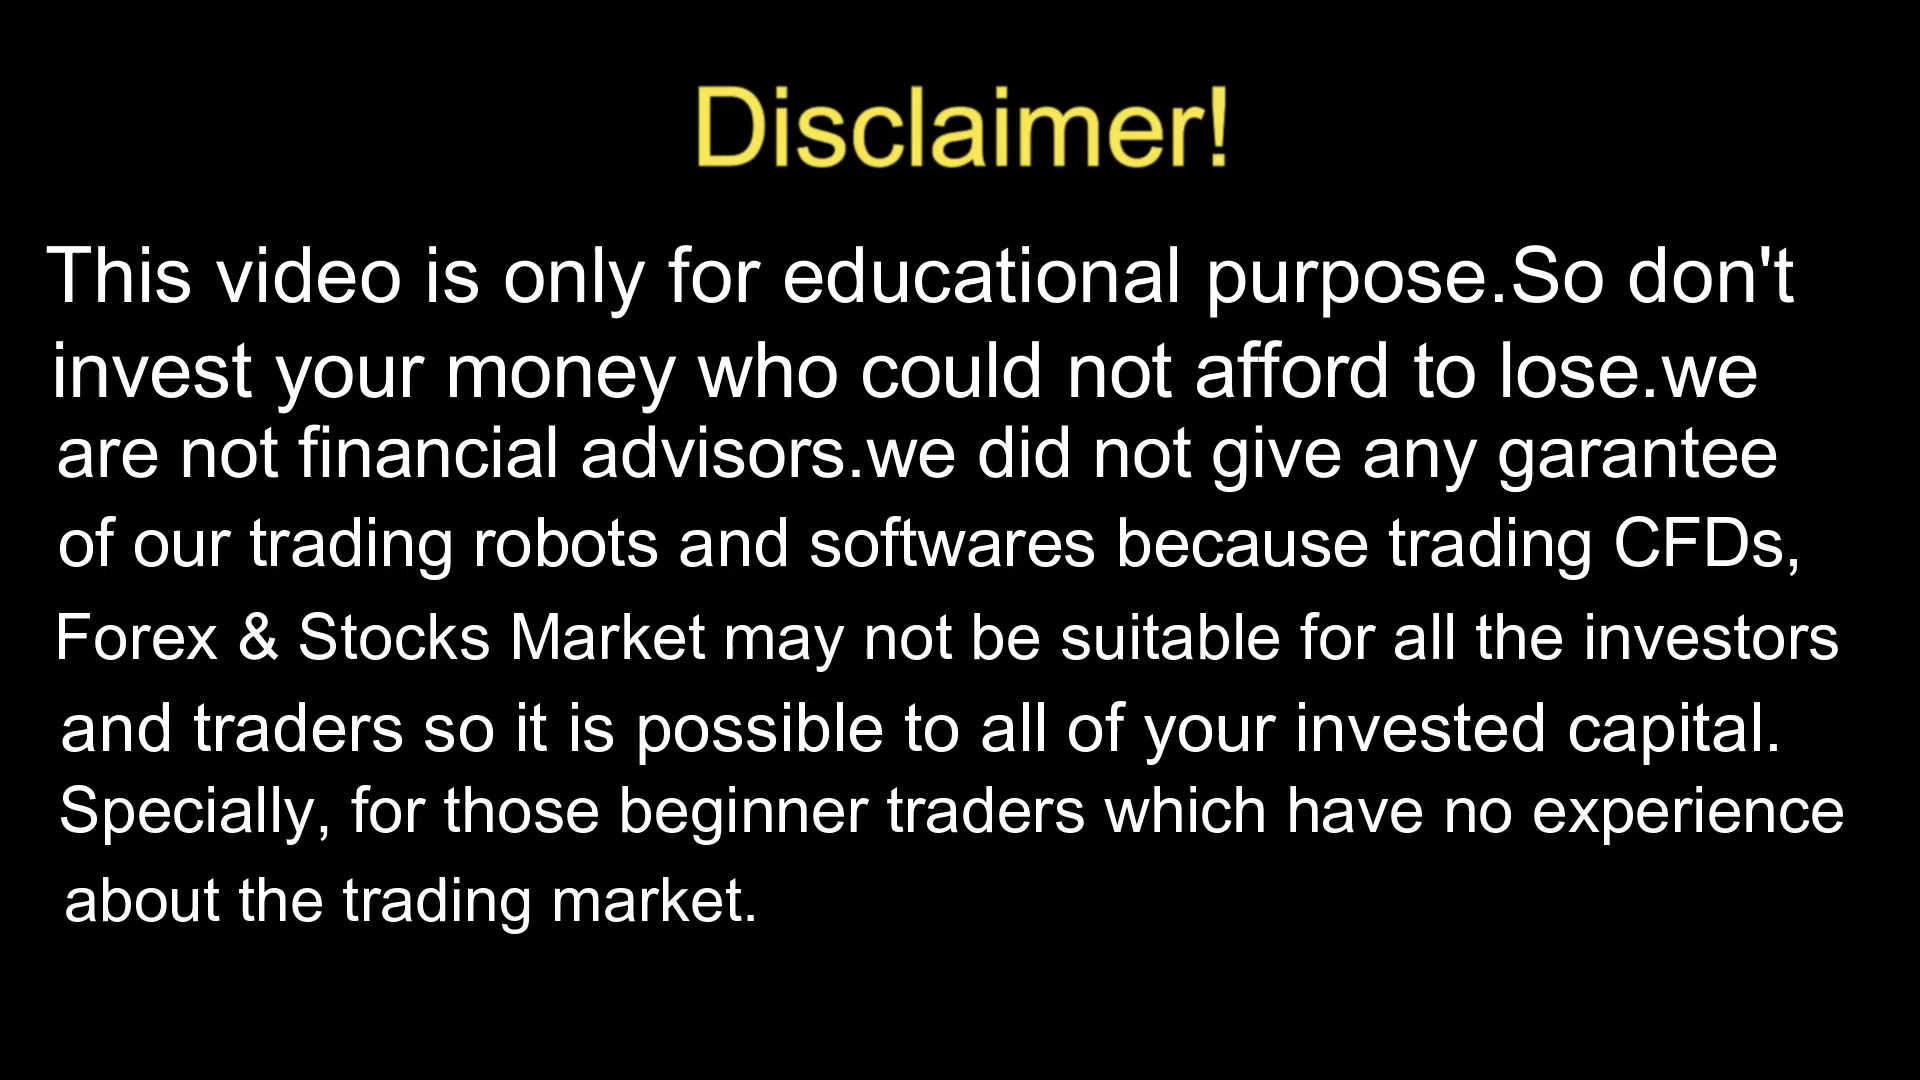 Disclaimer!
This video is only for educational purpose.So don't
invest your money who could not afford to lose.we
are not financial advisors.we did not give any garantee
of our trading robots and softwares because trading CFDs,
Forex & Stocks Market may not be suitable for all the investors
and traders so it is possible to all of your invested capital.
Specially, for those beginner traders which have no experience
about the trading market.